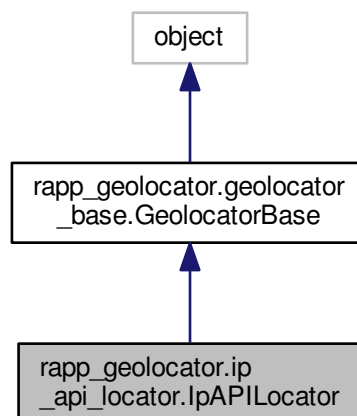 object
rapp_geolocator.geolocator
_base.GeolocatorBase
rapp_geolocator.ip
_api_locator.IpAPILocator